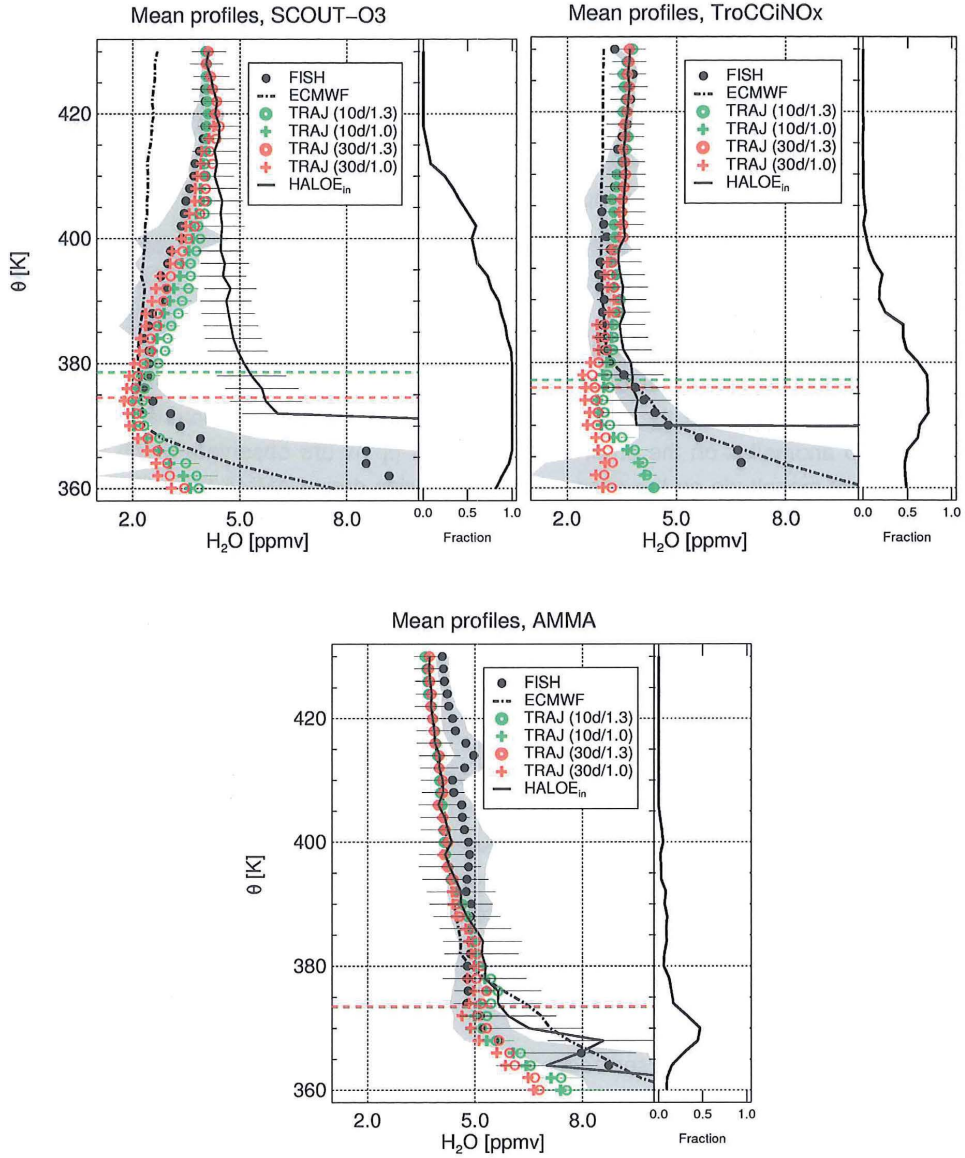 Mean profiles, SCOUT−O3
FISH
ECMWF
TRAJ (10d/1.3)
TRAJ (10d/1.0)
TRAJ (30d/1.3)
TRAJ (30d/1.0)
HALOEin
420
400
380
360
θ [K]
2.0 5.0 8.0
H2O [ppmv]
0.0 0.5 1.0
Fraction
Mean profiles, TroCCiNOx
FISH
ECMWF
TRAJ (10d/1.3)
TRAJ (10d/1.0)
TRAJ (30d/1.3)
TRAJ (30d/1.0)
HALOEin
420
400
380
360
θ [K]
2.0 5.0 8.0
H2O [ppmv]
0.0 0.5 1.0
Fraction
Mean profiles, AMMA
FISH
ECMWF
TRAJ (10d/1.3)
TRAJ (10d/1.0)
TRAJ (30d/1.3)
TRAJ (30d/1.0)
HALOEin
420
400
380
360
θ [K]
2.0 5.0 8.0
H2O [ppmv]
0.0 0.5 1.0
Fraction